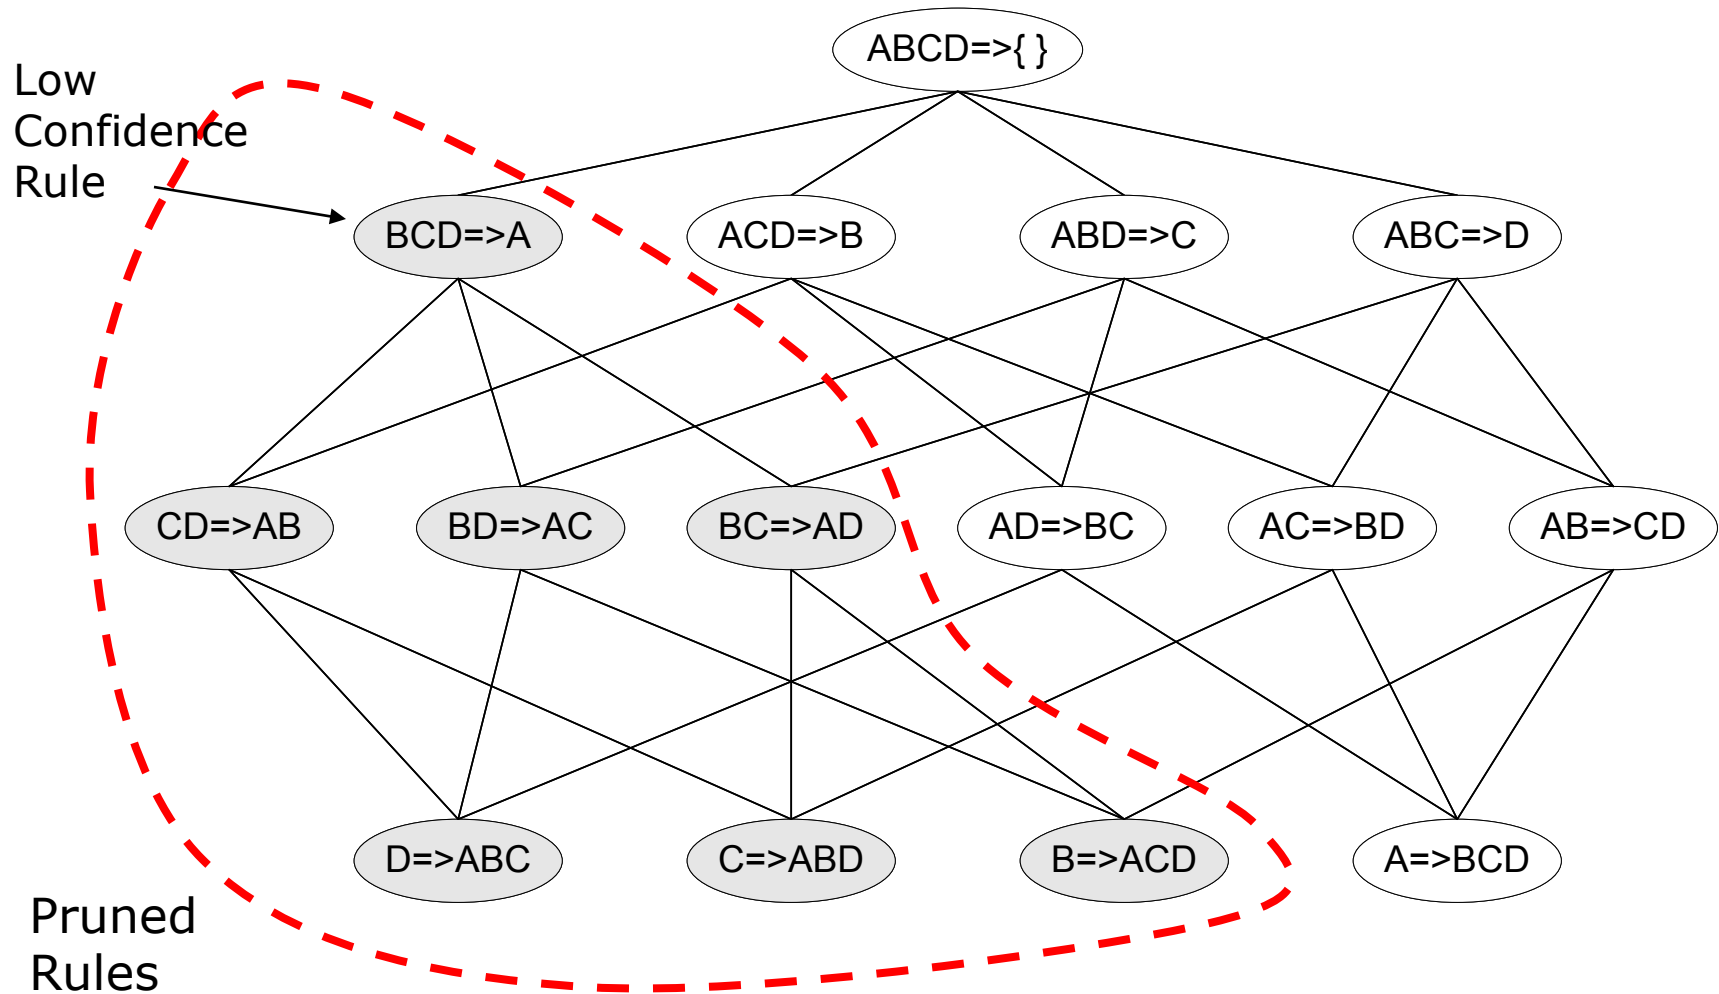 ABCD=>{ }
Low
Confidence
Rule
BCD=>A
ACD=>B
ABD=>C
ABC=>D
CD=>AB
BD=>AC
BC=>AD
AD=>BC
AC=>BD
AB=>CD
D=>ABC
C=>ABD
B=>ACD
A=>BCD
Pruned
Rules